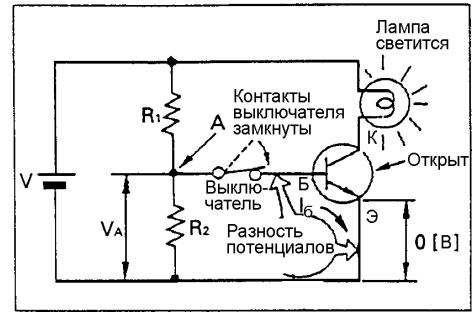 Лампа
светится
Контакты
выключателя
замкнуты
R1
A
К
Открыт
V
Б
Выклю-
чатель
Iб
Э
VA
R2
Разность
потенциалов
0 [В]